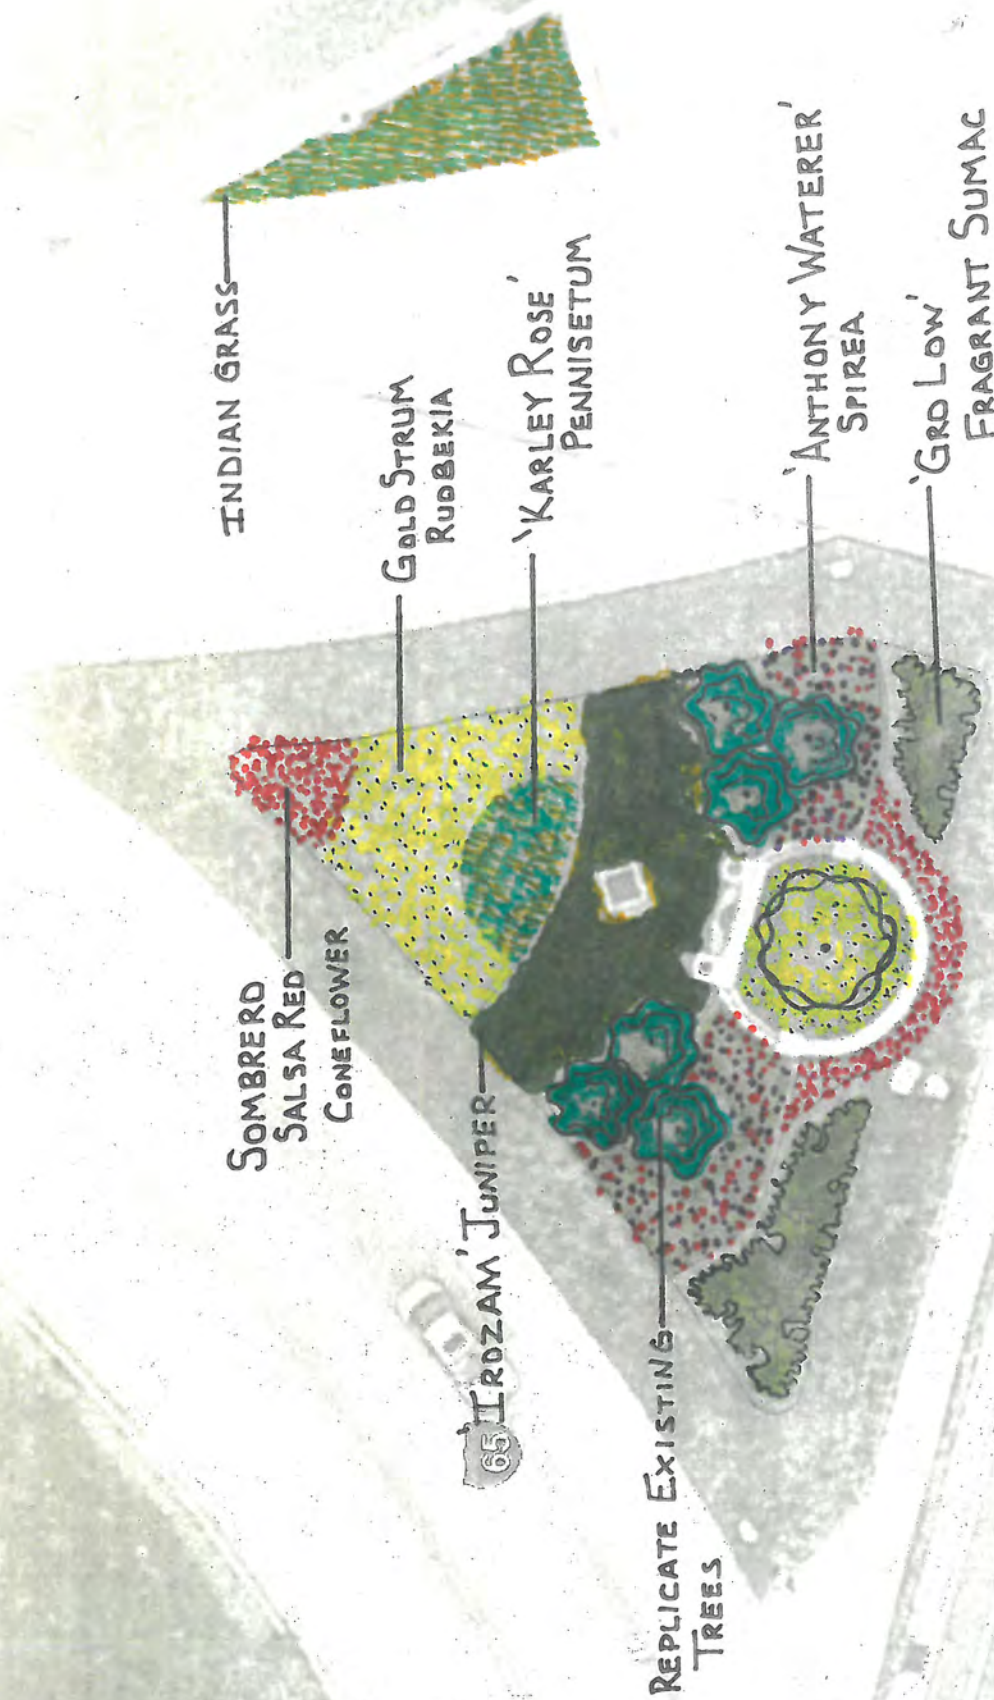 INDIAN GRASS
SOMBRERO
SALSA RED
CONEFLOWER
GOLD STRUM
RUDBEKIA
65
'IROZAM' JUNIPER
'KARLEY ROSE'
PENNISETUM
REPLICATE EXISTING
TREES
'ANTHONY WATERER'
SPIREA
'GRO LOW'
FRAGRANT SUMAC